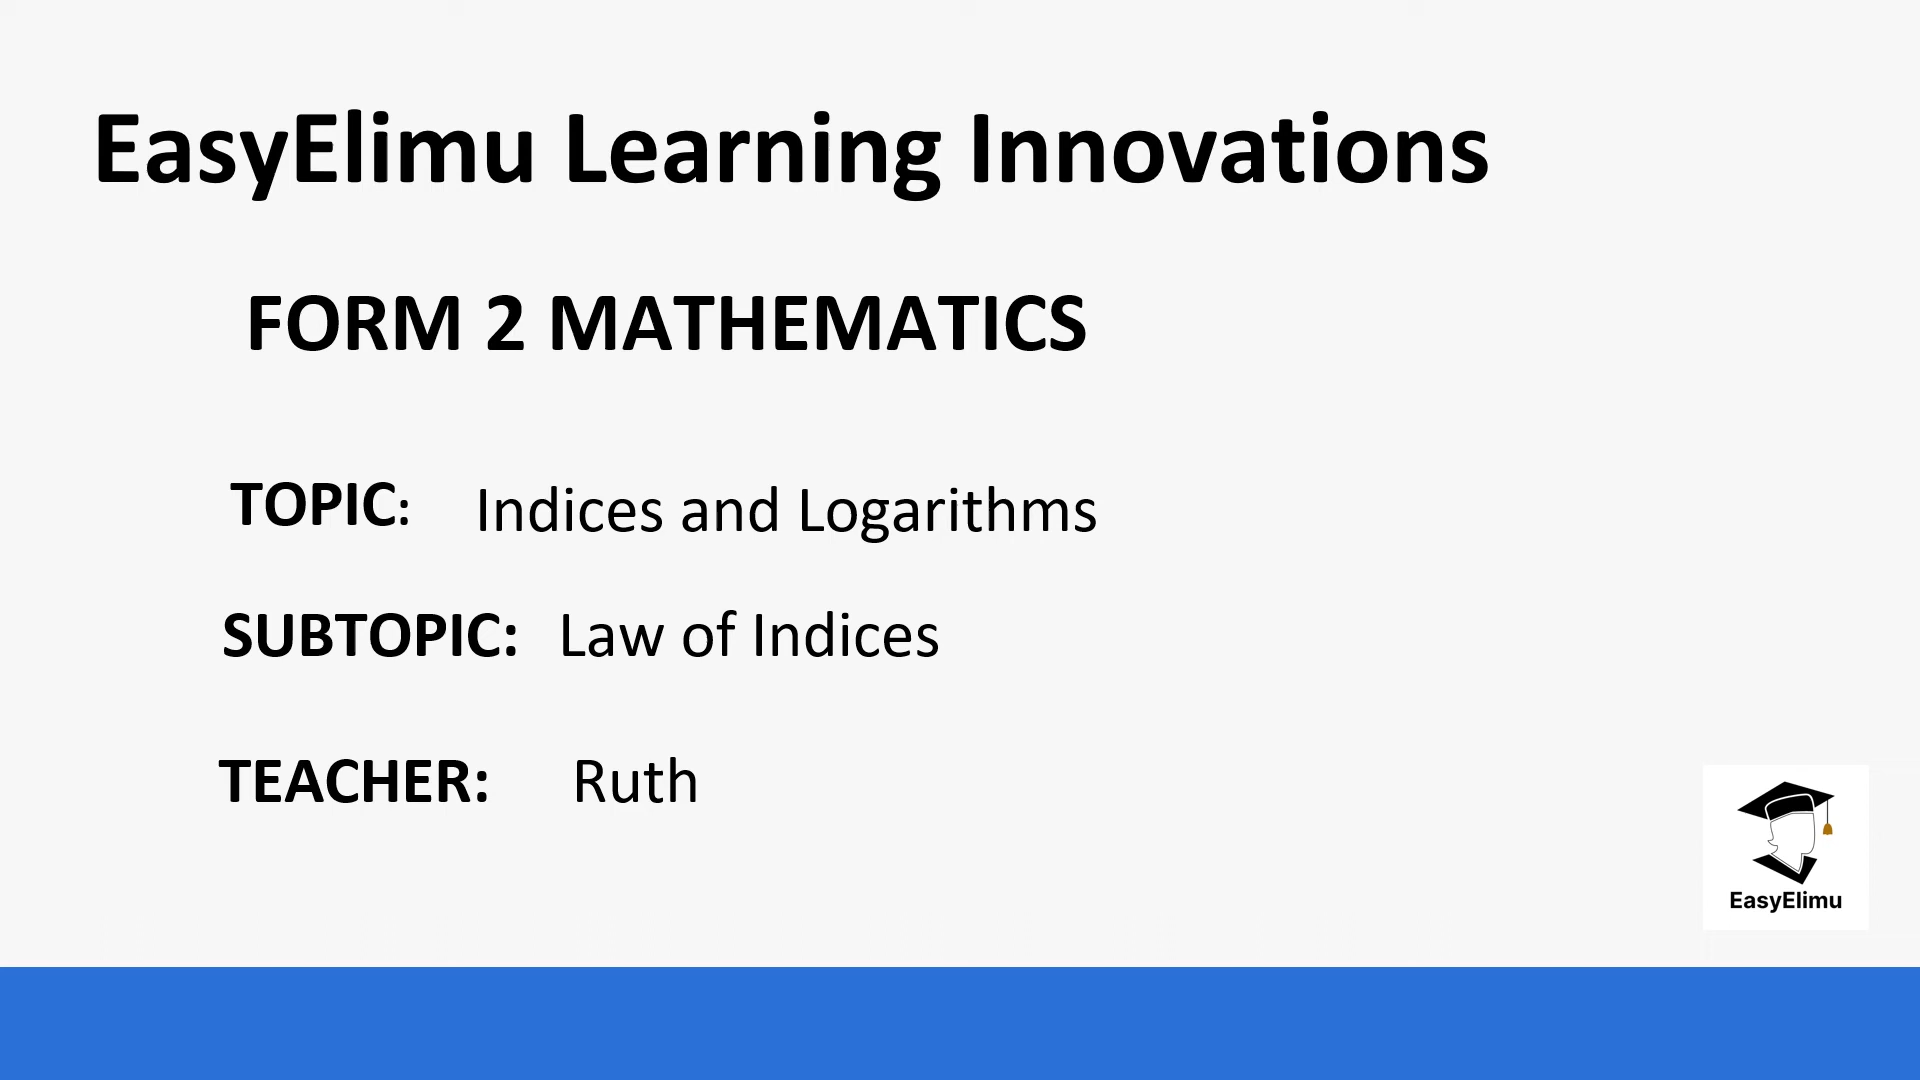 EasyElimu Learning Innovations
FORM 2 MATHEMATICS
TOPIC: Indices and Logarithms
SUBTOPIC: Law of Indices
TEACHER: Ruth
EasyElimu